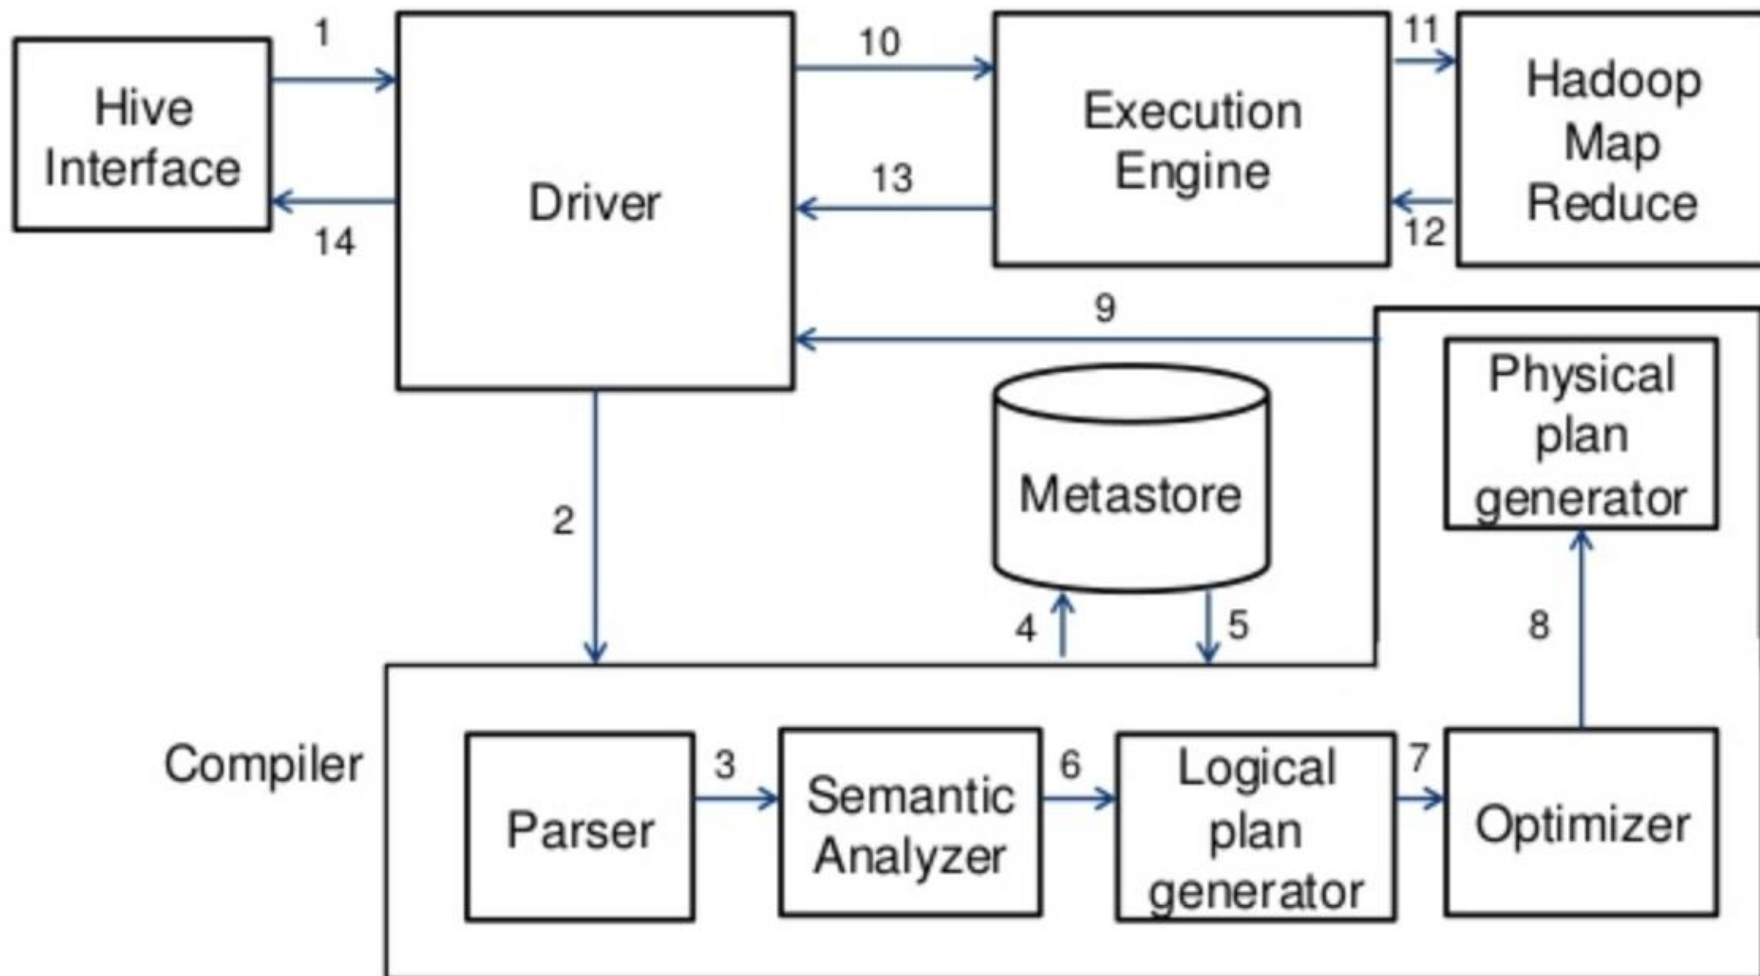 1
10
11
Hive
Interface
Driver
Execution
Engine
Hadoop
Map
Reduce
14
13
12
9
2
Metastore
Physical
plan
generator
4
5
8
Compiler
Parser
3
Semantic
Analyzer
6
Logical
plan
generator
7
Optimizer